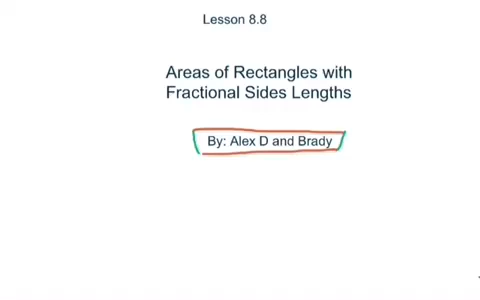 Lesson 8.8
Areas of Rectangles with
Fractional Sides Lengths
By: Alex D and Brady